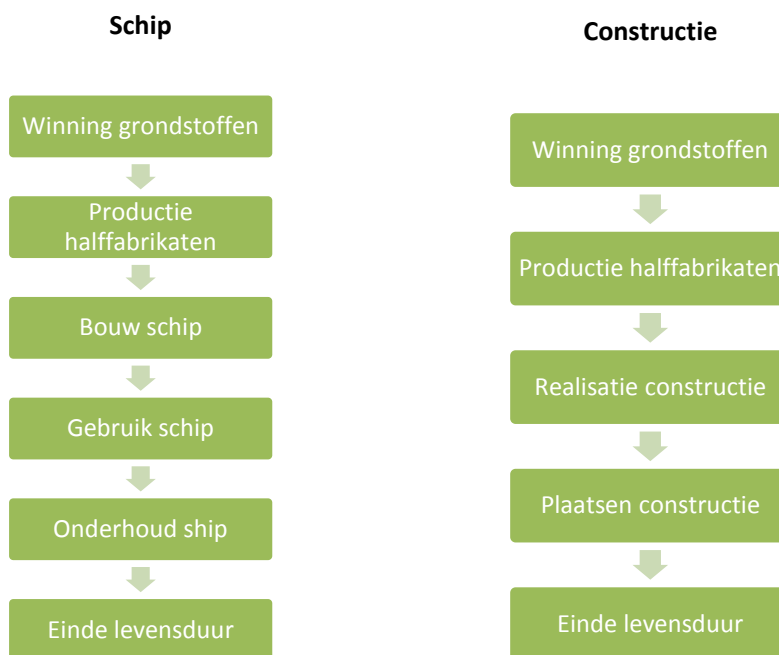 Schip
Winning grondstoffen
Productie
halffabrikaten
Bouw schip
Gebruik schip
Onderhoud ship
Einde levensduur
Constructie
Winning grondstoffen
Productie halffabrikaten
Realisatie constructie
Plaatsen constructie
Einde levensduur